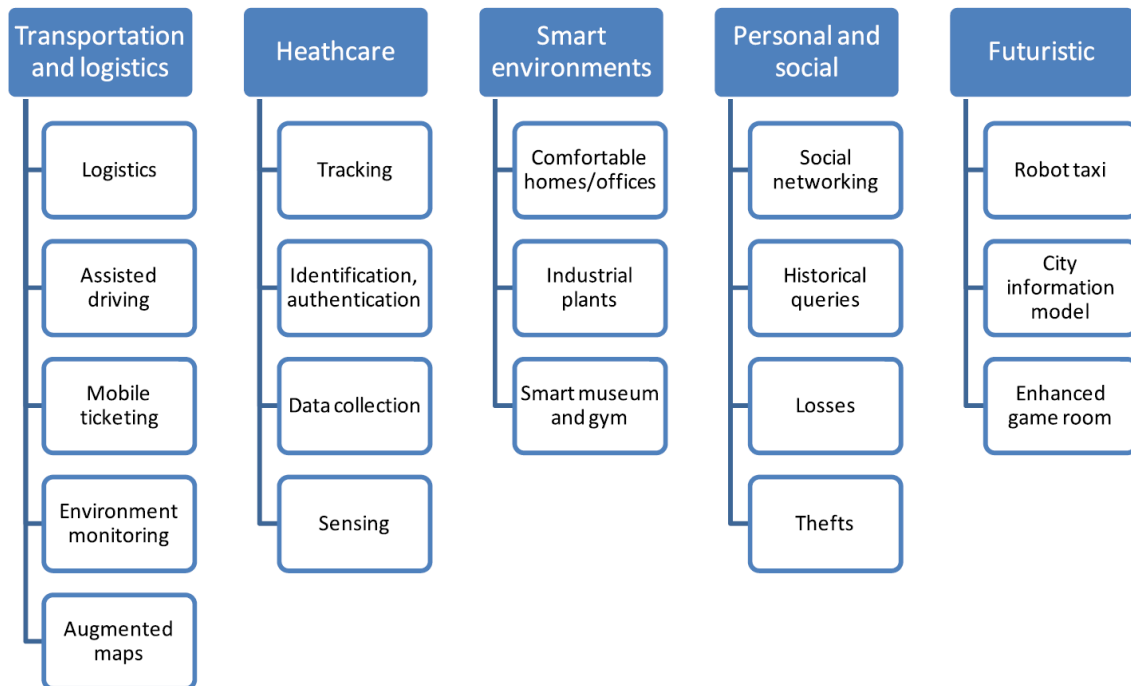 Transportation
and logistics
Logistics
Assisted
driving
Mobile
ticketing
Environment
monitoring
Augmented
maps
Heathcare
Tracking
Identification,
authentication
Data collection
Sensing
Smart
environments
Comfortable
homes/offices
Industrial
plants
Smart museum
and gym
Personal and
social
Social
networking
Historical
queries
Losses
Thefts
Futuristic
Robot taxi
City
information
model
Enhanced
game room